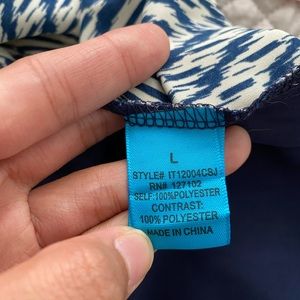 L
STYLE# IT12004CSJ
RN# 127102
SELF:100%POLYESTER
CONTRAST:
100% POLYESTER
MADE IN CHINA